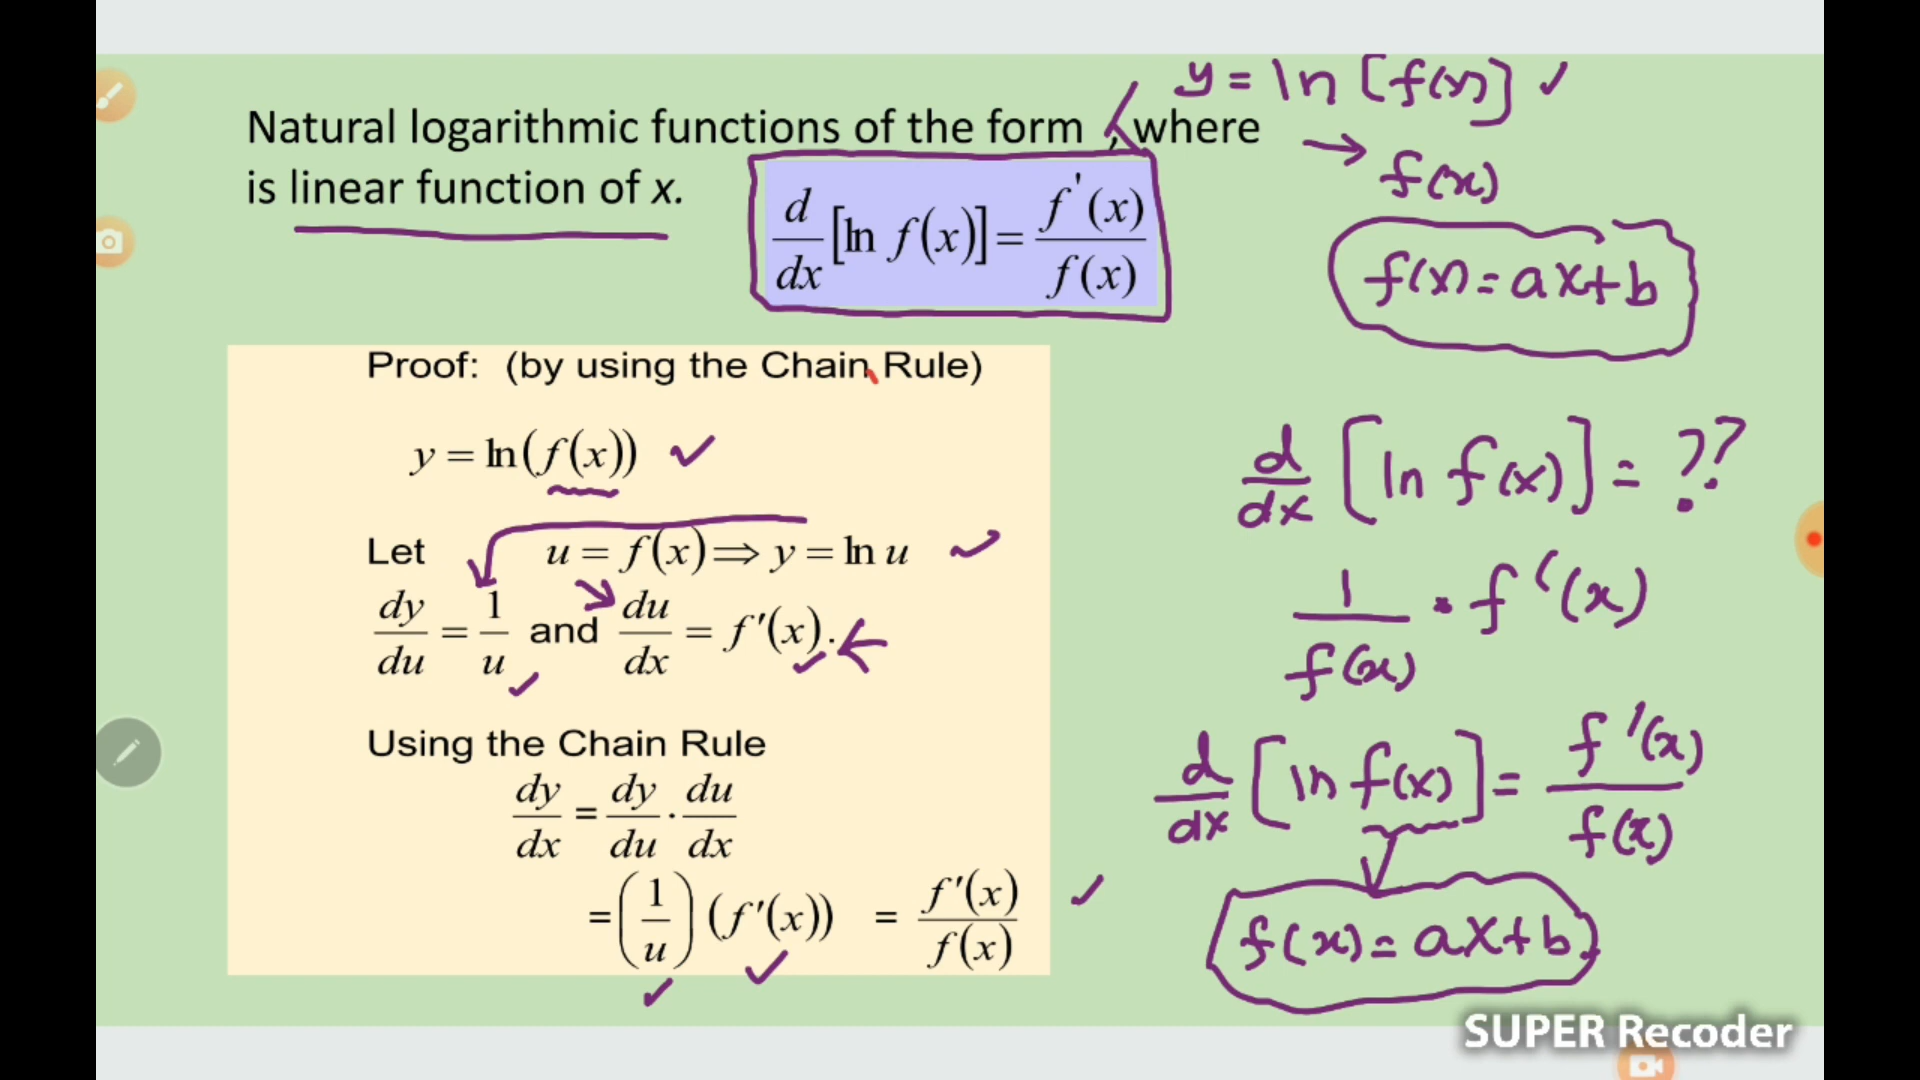 y = ln [f(x)] ✓
Natural logarithmic functions of the form , where
→ f(x)
is linear function of x.
d/dx [ln f(x)] = f'(x)/f(x)
f(x) = ax+b
Proof: (by using the Chain Rule)
y = ln(f(x)) ✓
Let u = f(x) ⇒ y = ln u ✓
dy/du = 1/u and du/dx = f'(x).
Using the Chain Rule
dy/dx = dy/du · du/dx
= (1/u) (f'(x)) = f'(x)/f(x) ✓
d/dx [ln f(x)] = ??
1/f(x) · f'(x)
d/dx [ln f(x)] = f'(x)/f(x)
f(x) = ax+b
SUPER Recoder